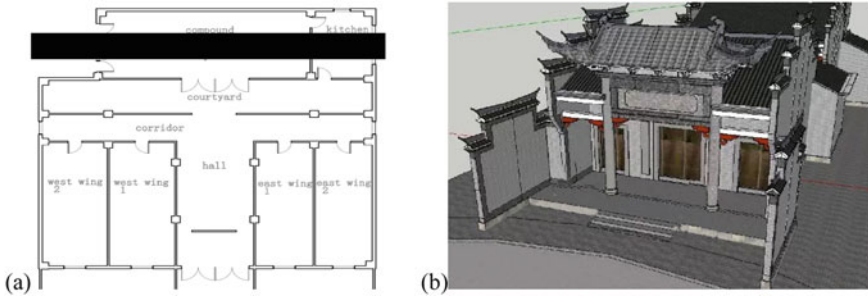 compound kitchen
courtyard
corridor
hall
west wing
2
west wing
1
east wing
1
east wing
2
(a)
(b)